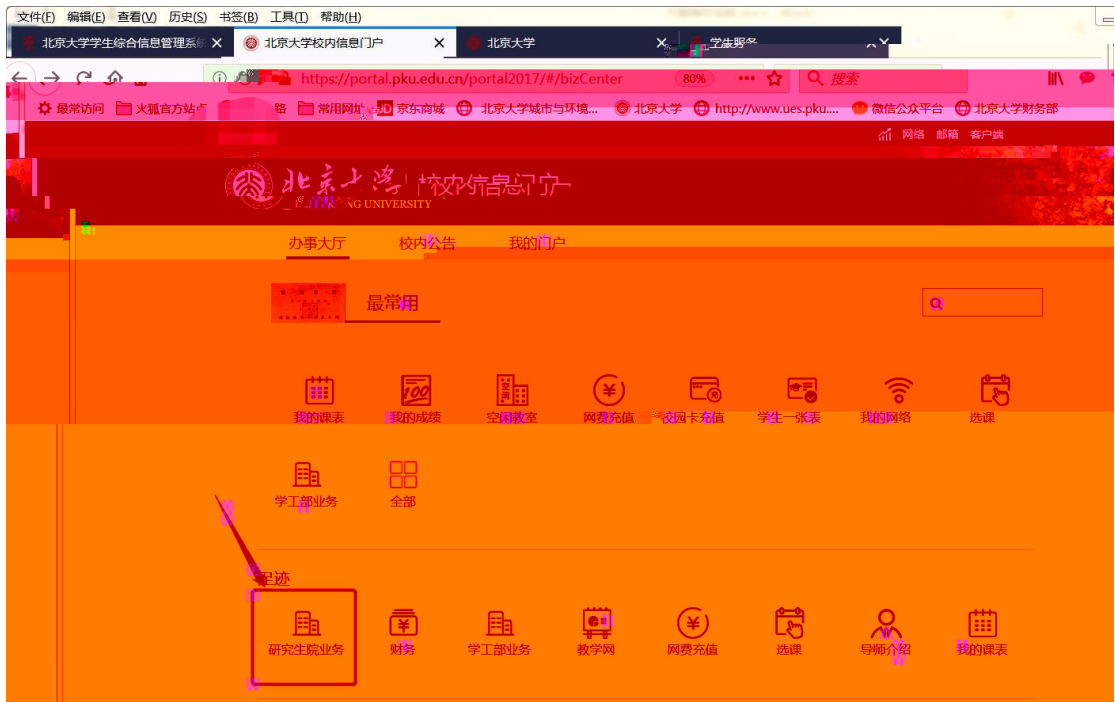 文件(F) 编辑(E) 查看(V) 历史(S) 书签(B) 工具(T) 帮助(H)
北京大学学生综合信息管理系统 北京大学校内信息门户 北京大学
https://portal.pku.edu.cn/portal2017/#/bizCenter 80% 搜索
最常访问 火狐官方站点 常用网址 京东商城 北京大学城市与环境... 北京大学 http://www.ues.pku.... 微信公众平台 北京大学财务部
网络 邮箱 客户端
北京大学 校内信息门户
UNIVERSITY
办事大厅 校内公告 我的门户
最常用
我的课表 我的成绩 空闲教室 网费充值 校园卡充值 学生一张表 我的网络 选课
学工部业务 全部
足迹
研究生院业务 财务 学工部业务 教学网 网费充值 选课 导师介绍 我的课表